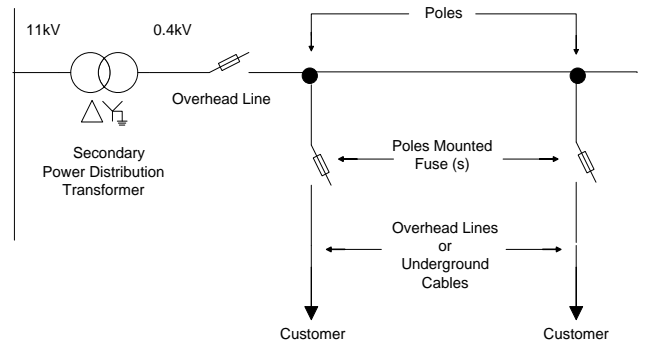 Poles
11kV
0.4kV
Overhead Line
Secondary
Power Distribution
Transformer
Poles Mounted
Fuse (s)
Overhead Lines
or
Underground
Cables
Customer
Customer